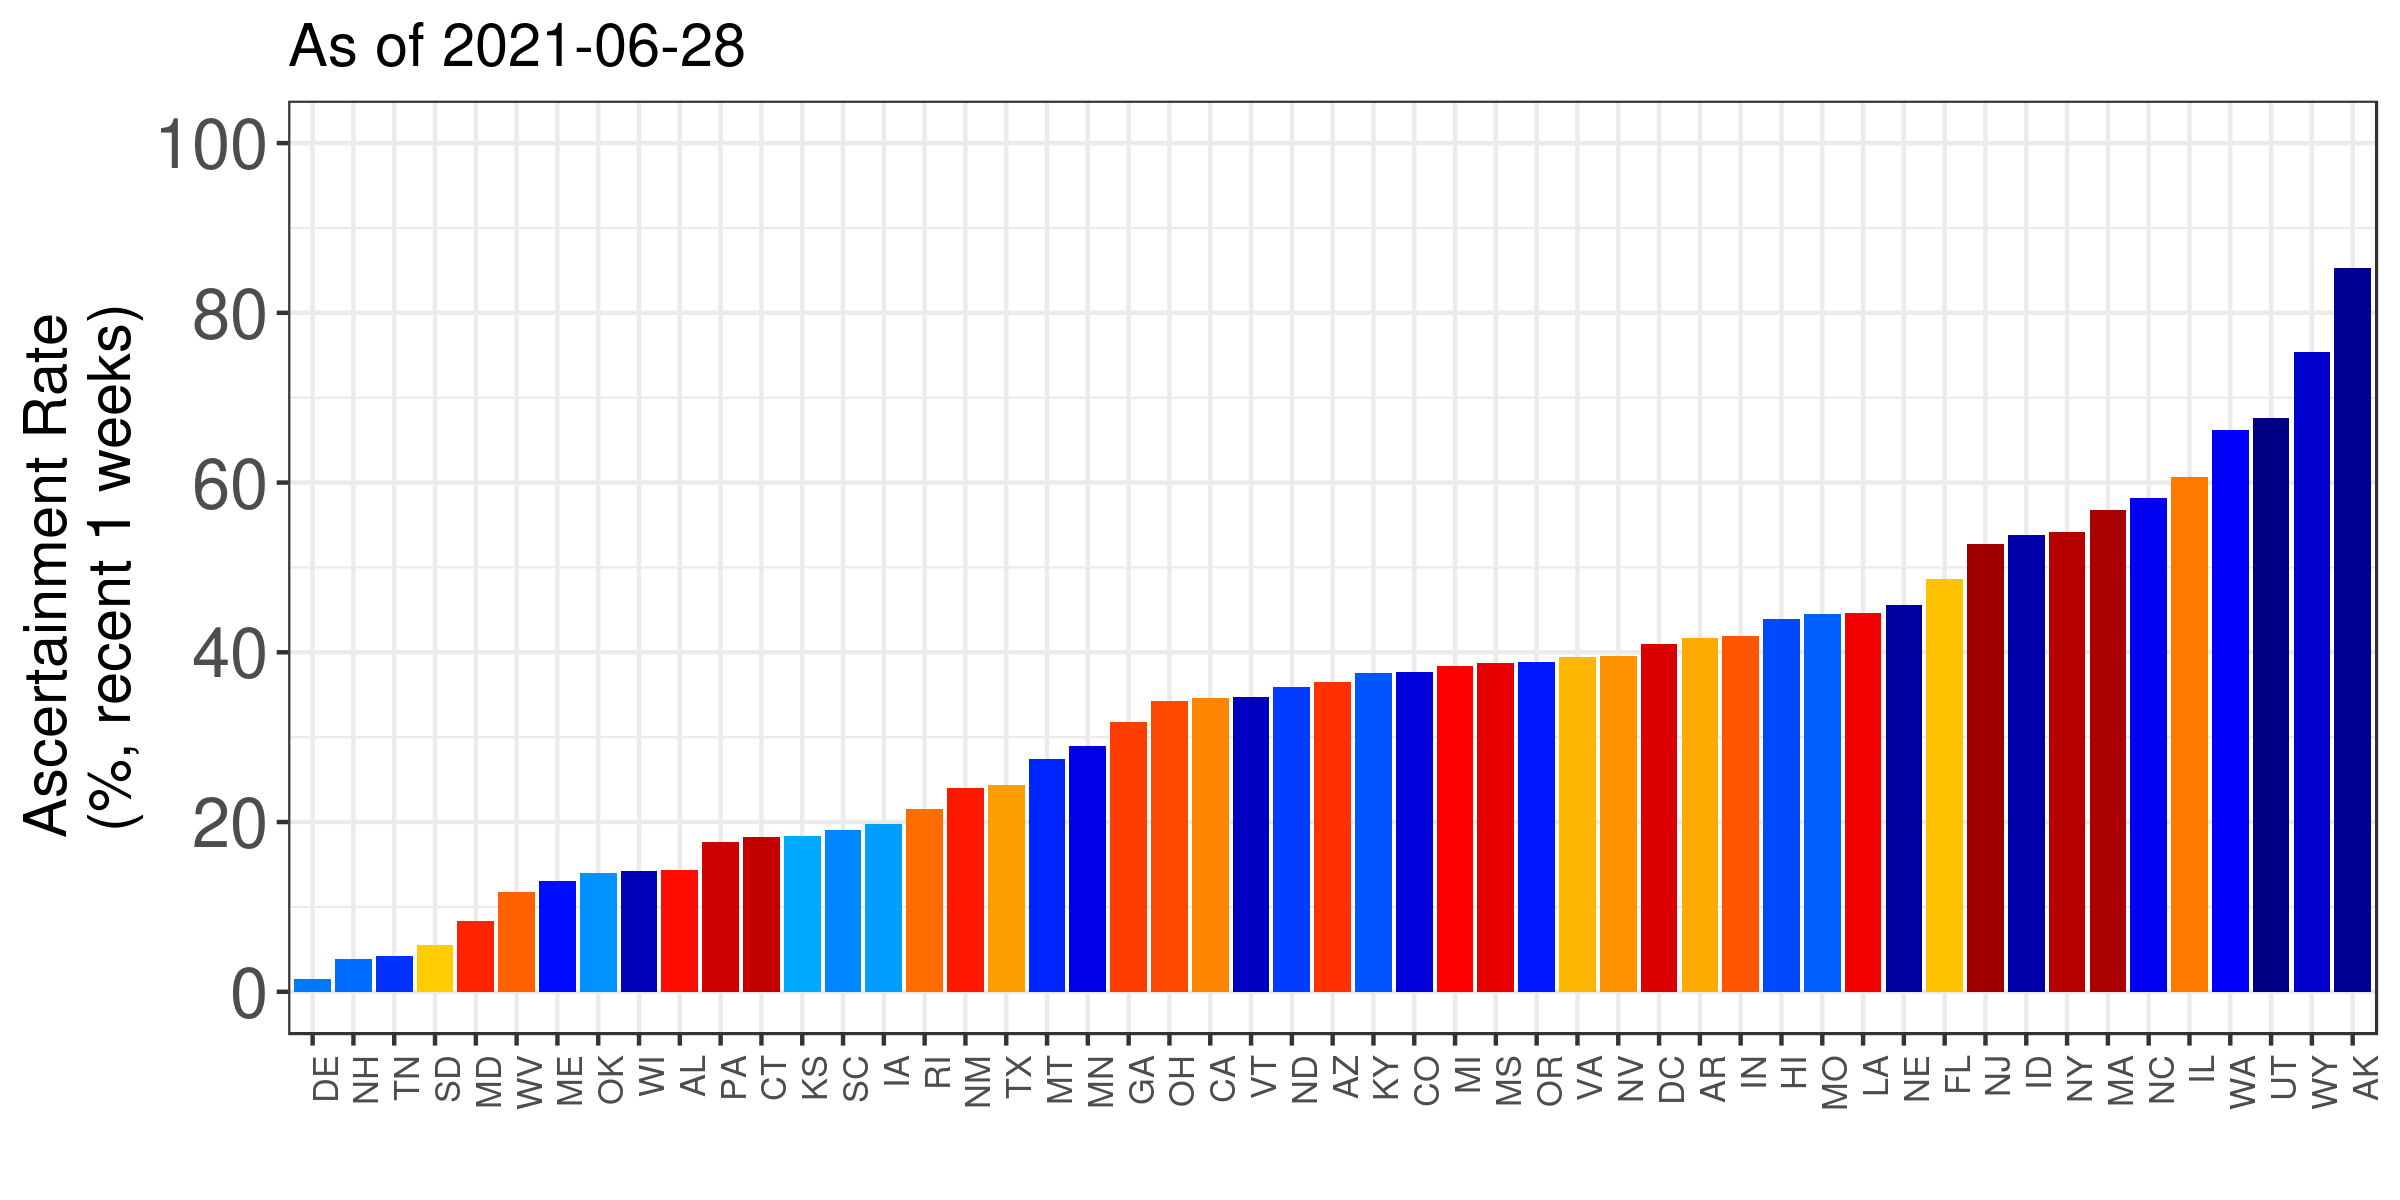 As of 2021-06-28
Ascertainment Rate
(%, recent 1 weeks)
100
80
60
40
20
0
DE NH TN SD MD WV ME OK WI AL PA CT KS SC IA RI NM TX MT MN GA OH CA VT ND AZ KY CO MI MS OR VA NV DC AR IN HI MO LA NE FL NJ ID NY MA NC IL WA UT WY AK